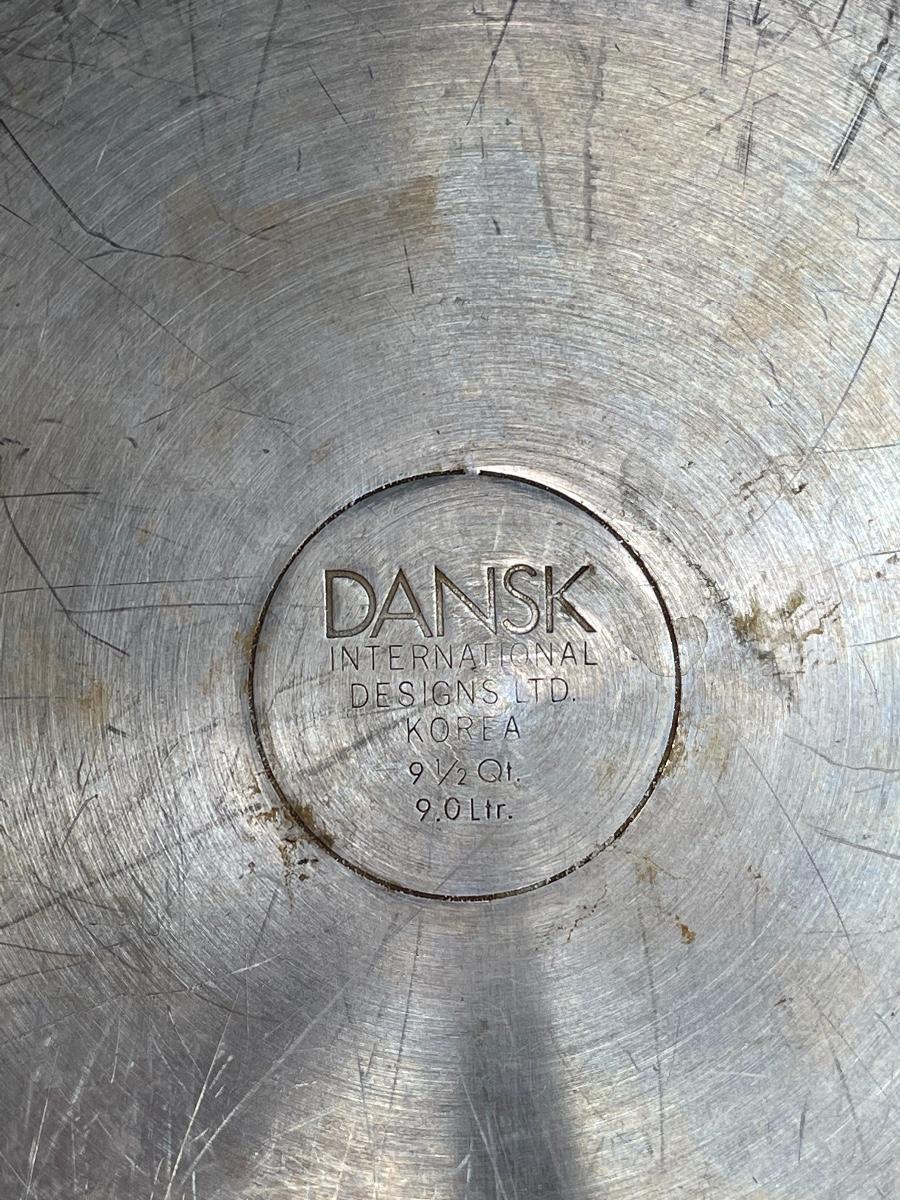 DANSK
INTERNATIONAL
DESIGNS LTD.
KOREA
9 1/2 Qt.
9.0 Ltr.